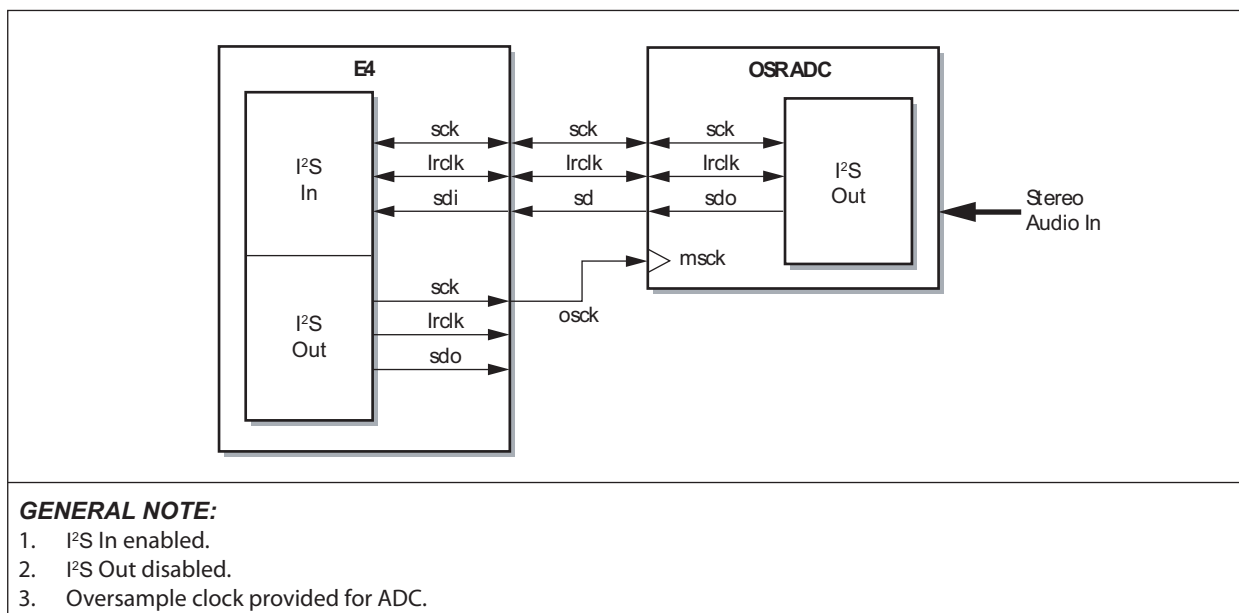 E4
OSRADC
sck
sck
sck
lrclk
lrclk
lrclk
I²S
In
I²S
Out
sdi
sd
sdo
Stereo
Audio In
msck
sck
osck
I²S
Out
lrclk
sdo
GENERAL NOTE:
1. I²S In enabled.
2. I²S Out disabled.
3. Oversample clock provided for ADC.